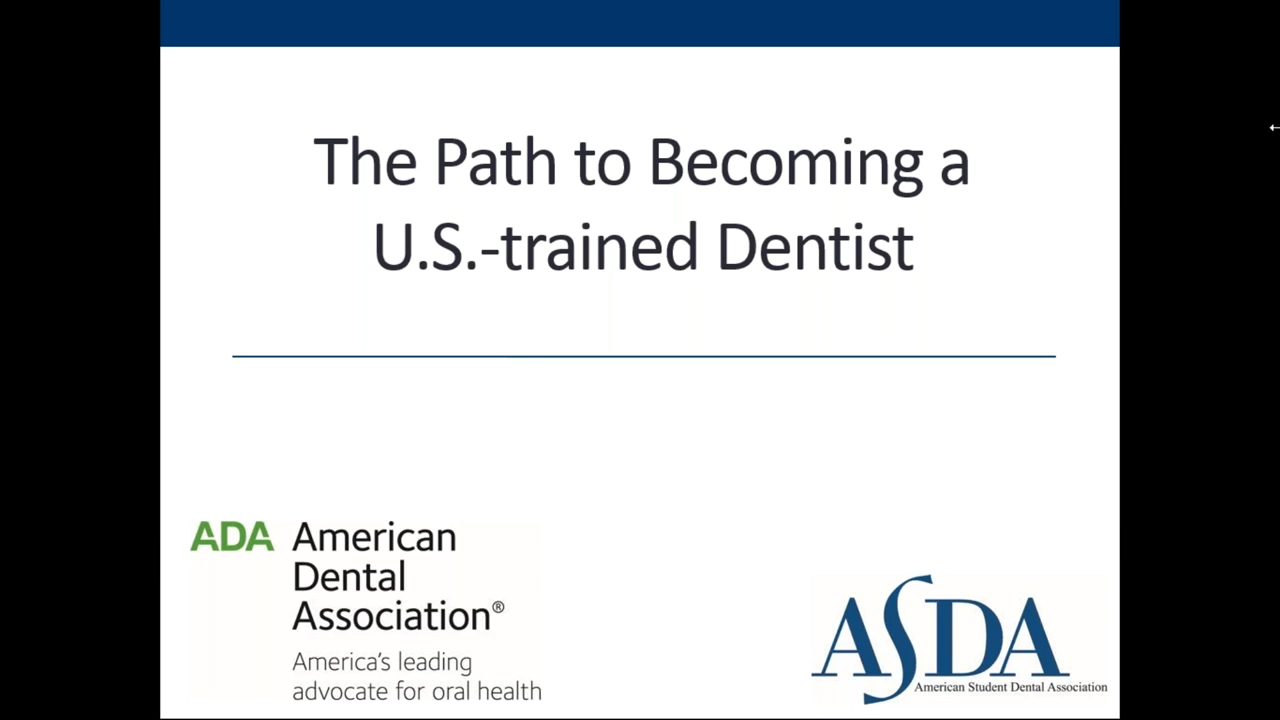 The Path to Becoming a
U.S.-trained Dentist
ADA American
Dental
Association®
America's leading
advocate for oral health
ASDA
American Student Dental Association